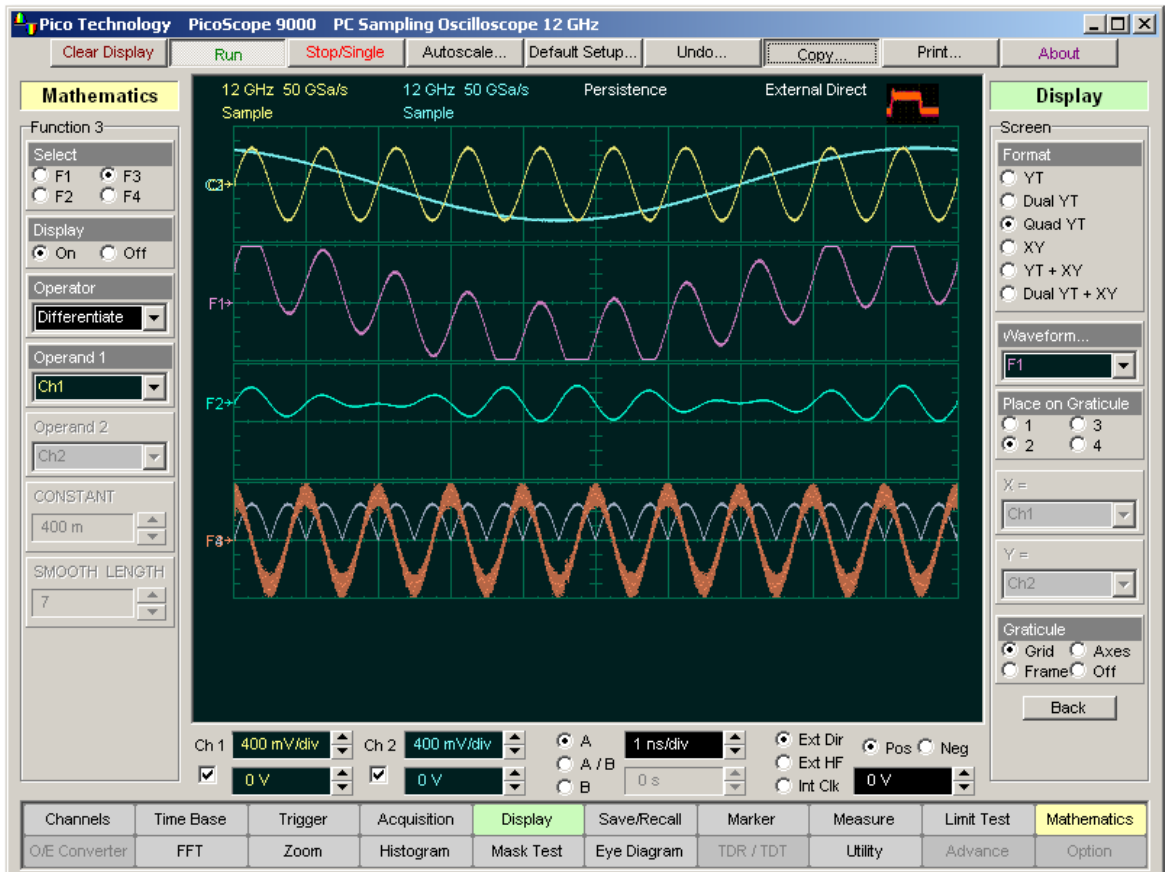 Pico Technology PicoScope 9000 PC Sampling Oscilloscope 12 GHz
Clear Display Run Stop/Single Autoscale... Default Setup... Undo... Copy... Print... About
Mathematics
Function 3
Select
F1 F3
F2 F4
Display
On Off
Operator
Differentiate
Operand 1
Ch1
Operand 2
Ch2
CONSTANT
400 m
SMOOTH LENGTH
7
12 GHz 50 GSa/s 12 GHz 50 GSa/s Persistence External Direct
Sample Sample
F1
F2
Display
Screen
Format
YT
Dual YT
Quad YT
XY
YT + XY
Dual YT + XY
Waveform...
F1
Place on Graticule
1 3
2 4
X =
Ch1
Y =
Ch2
Graticule
Grid Axes
Frame Off
Back
Ch 1 400 mV/div Ch 2 400 mV/div A 1 ns/div Ext Dir Pos Neg
A / B Ext HF
0 V 0 V B 0 s Int Clk 0 V
Channels Time Base Trigger Acquisition Display Save/Recall Marker Measure Limit Test Mathematics
O/E Converter FFT Zoom Histogram Mask Test Eye Diagram TDR / TDT Utility Advance Option